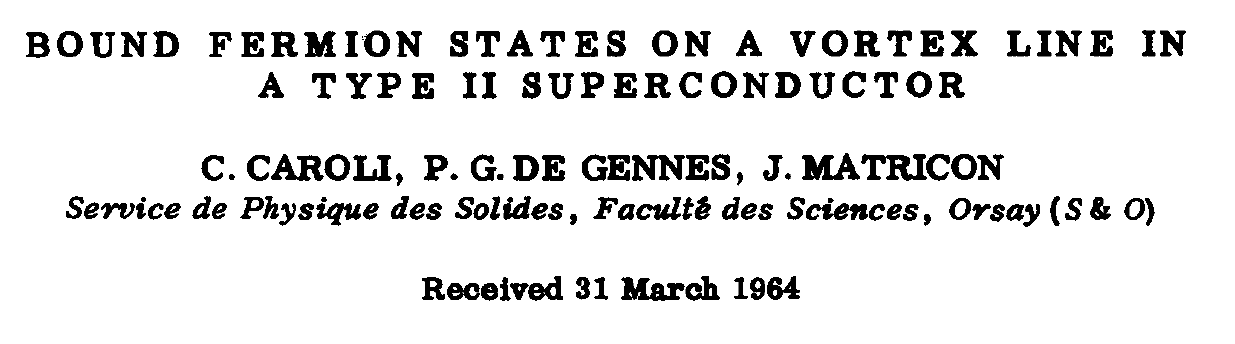 BOUND FERMION STATES ON A VORTEX LINE IN
A TYPE II SUPERCONDUCTOR
C. CAROLI, P. G. DE GENNES, J. MATRICON
Service de Physique des Solides, Faculté des Sciences, Orsay (S & O)
Received 31 March 1964